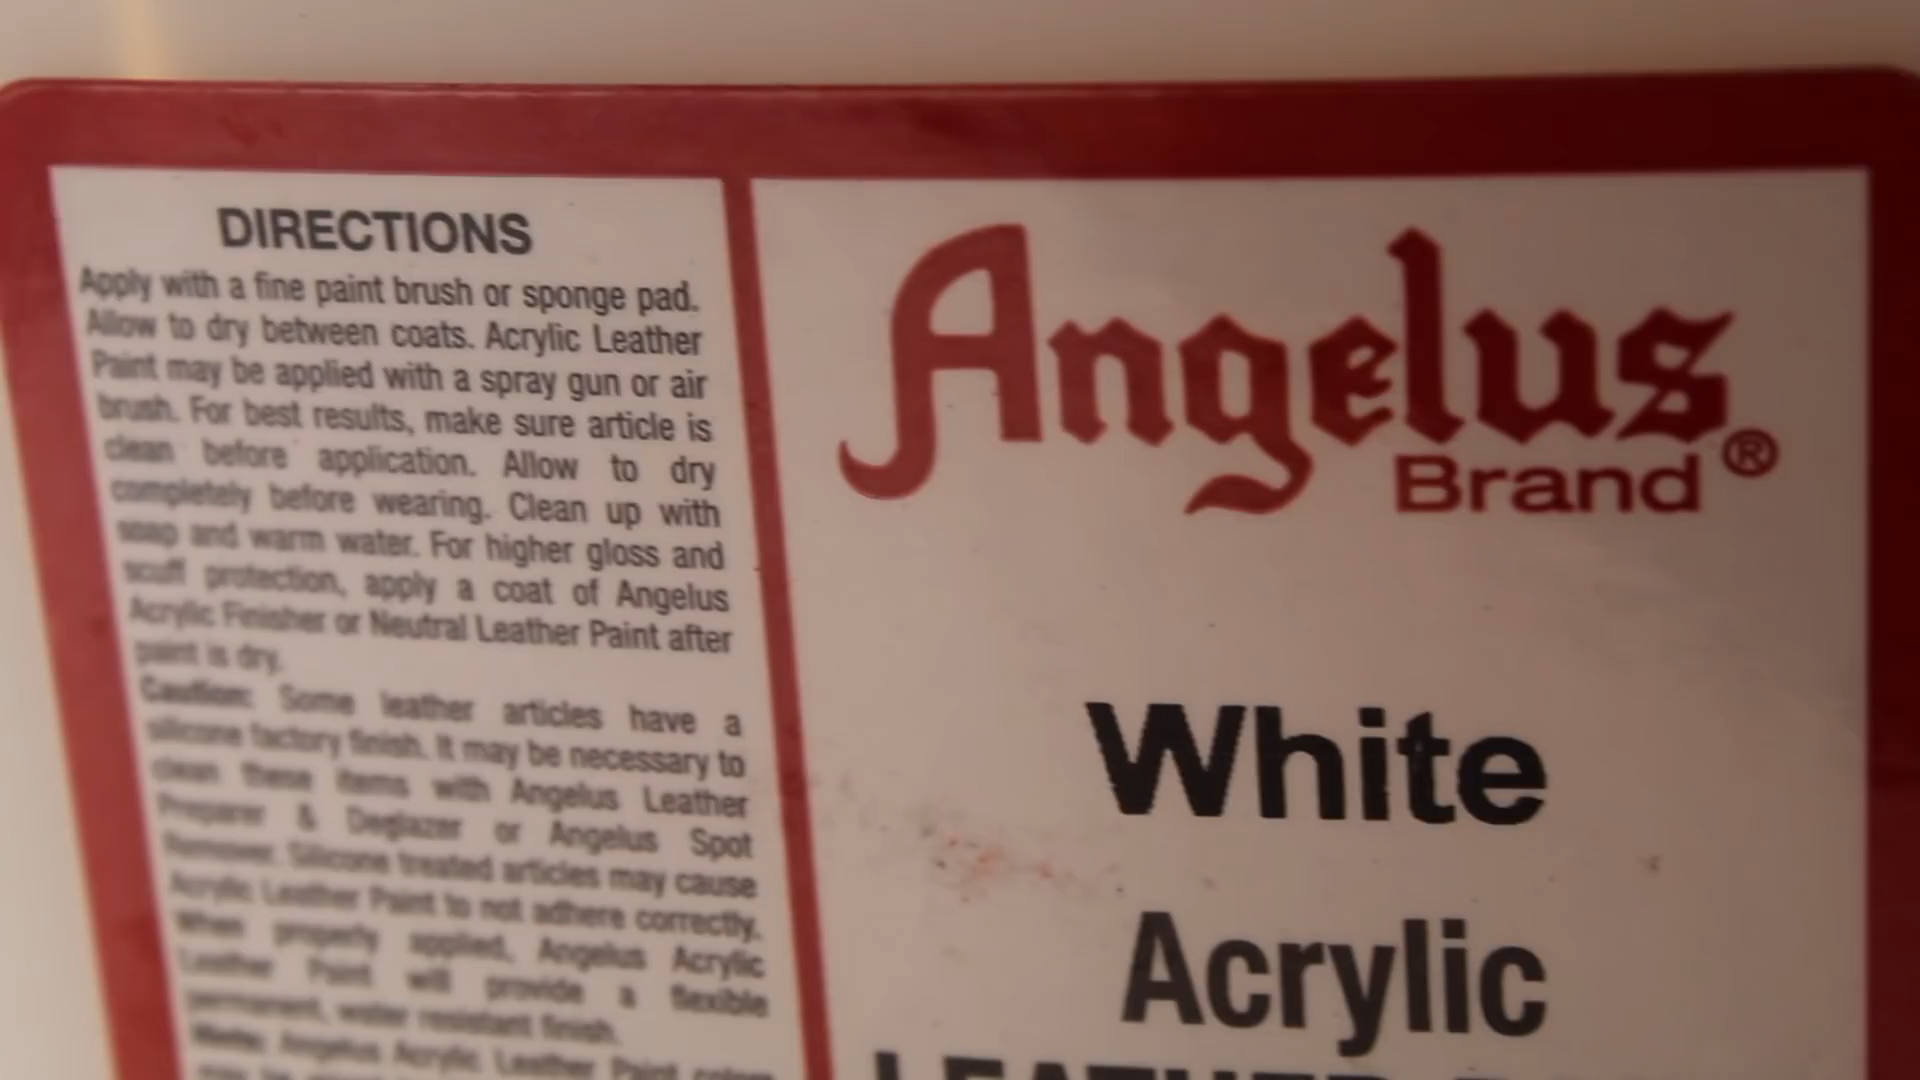 DIRECTIONS
Apply with a fine paint brush or sponge pad.
Allow to dry between coats. Acrylic Leather
Paint may be applied with a spray gun or air
brush. For best results, make sure article is
clean before application. Allow to dry
completely before wearing. Clean up with
soap and warm water. For higher gloss and
scuff protection, apply a coat of Angelus
Acrylic Finisher or Neutral Leather Paint after
paint is dry.
Caution: Some leather articles have a
silicone factory finish. It may be necessary to
clean these items with Angelus Leather
Preparer & Deglazer or Angelus Spot
Remover. Silicone treated articles may cause
Acrylic Leather Paint to not adhere correctly.
When properly applied, Angelus Acrylic
Leather Paint will provide a flexible
permanent, water resistant finish.
Angelus Acrylic Leather Paint colors
Angelus
Brand®
White
Acrylic
LEATHER